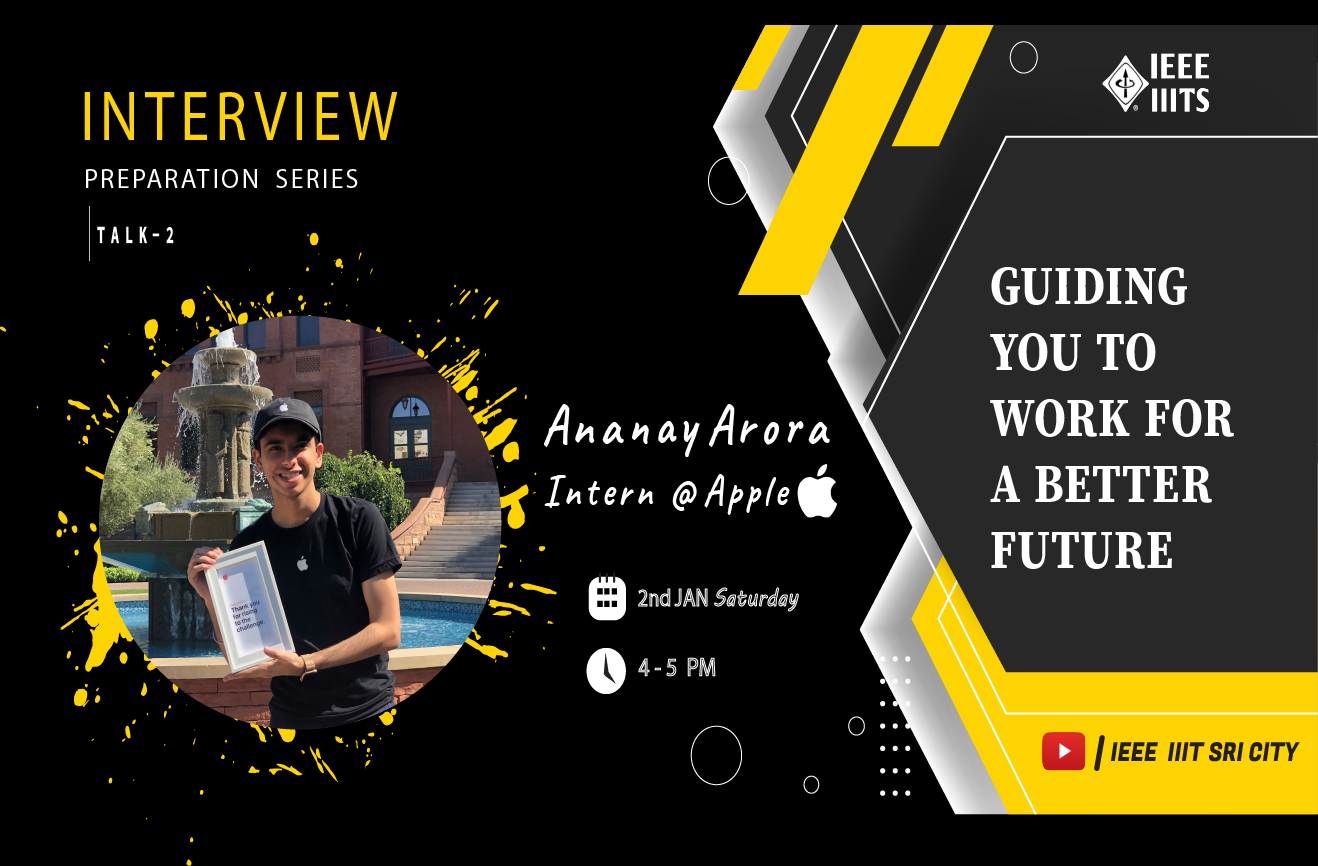 INTERVIEW
PREPARATION SERIES
TALK-2
Thank you
for rising
to the
challenge.
Ananay Arora
Intern @ Apple
2nd JAN Saturday
4-5 PM
IEEE
IIITS
GUIDING
YOU TO
WORK FOR
A BETTER
FUTURE
IEEE IIIT SRI CITY